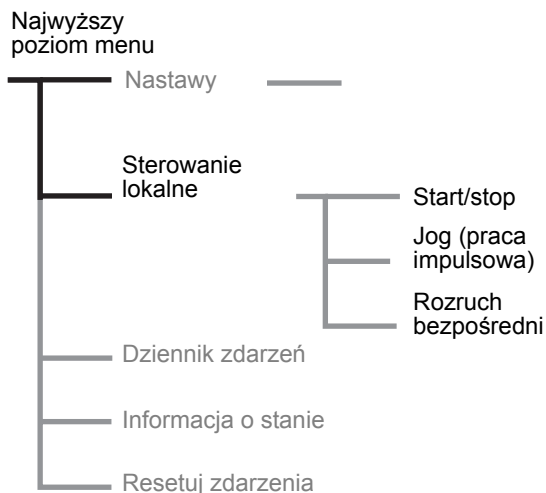 Najwyższy
poziom menu
Nastawy
Sterowanie
lokalne
Start/stop
Jog (praca
impulsowa)
Rozruch
bezpośredni
Dziennik zdarzeń
Informacja o stanie
Resetuj zdarzenia